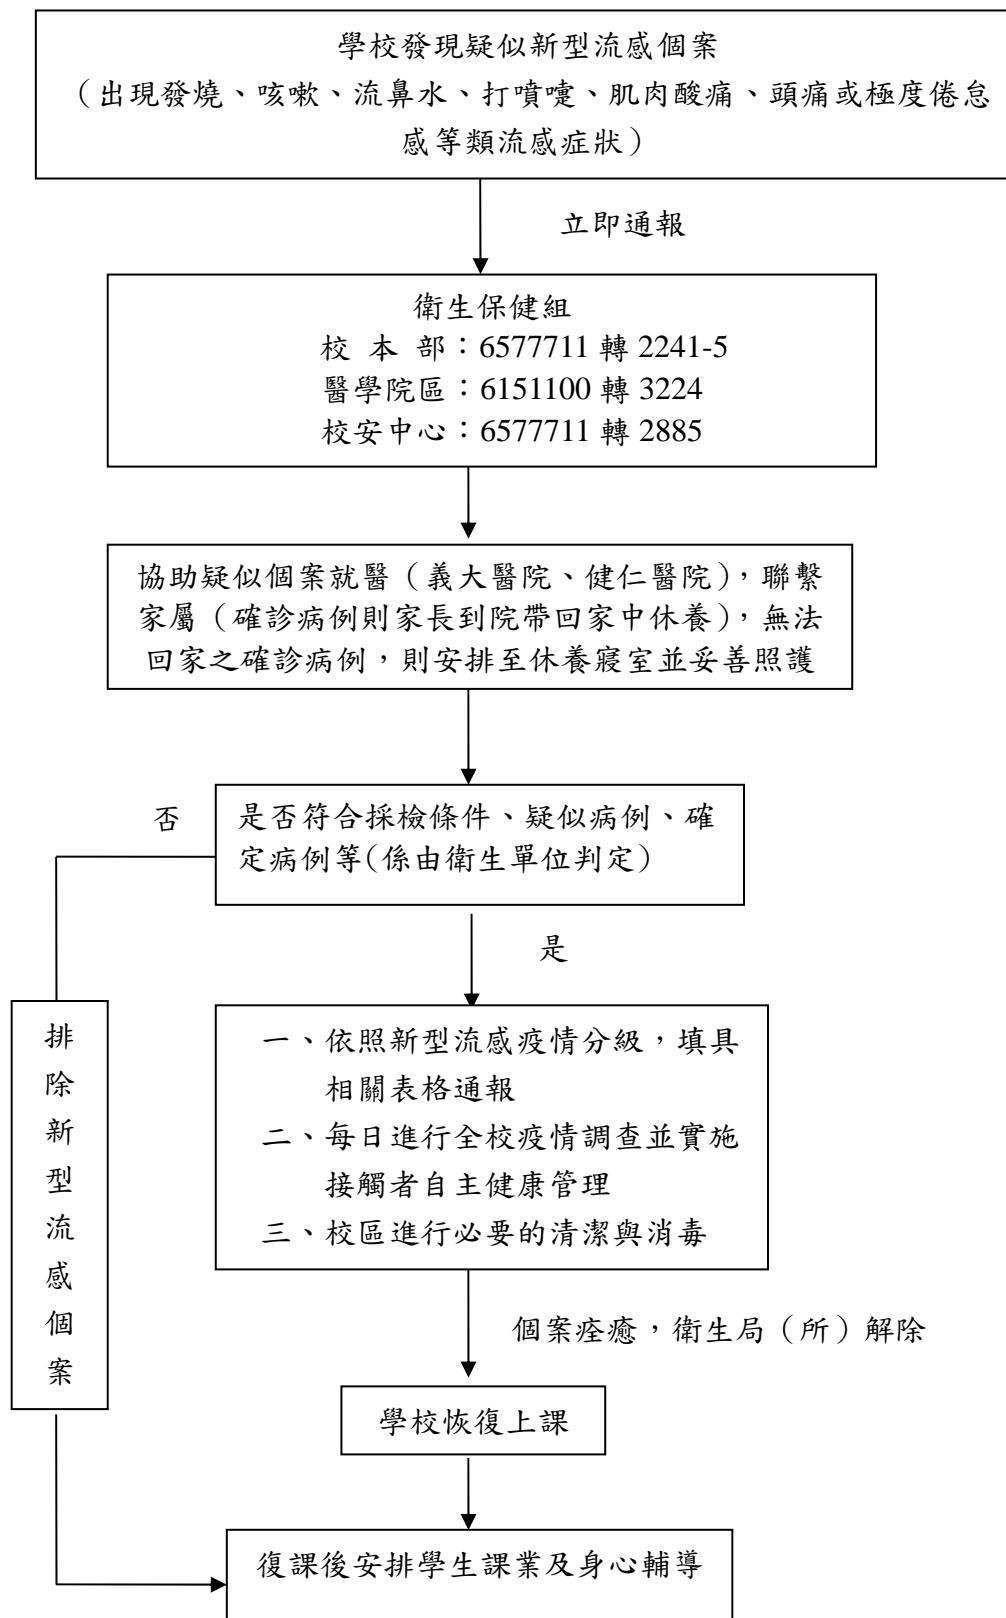 學校發現疑似新型流感個案
（出現發燒、咳嗽、流鼻水、打噴嚏、肌肉酸痛、頭痛或極度倦怠
感等類流感症狀）
立即通報
衛生保健組
校 本 部：6577711 轉 2241-5
醫學院區：6151100 轉 3224
校安中心：6577711 轉 2885
協助疑似個案就醫（義大醫院、健仁醫院），聯繫
家屬（確診病例則家長到院帶回家中休養），無法
回家之確診病例，則安排至休養寢室並妥善照護
否
是否符合採檢條件、疑似病例、確
定病例等(係由衛生單位判定)
是
排
除
新
型
流
感
個
案
一、依照新型流感疫情分級，填具
相關表格通報
二、每日進行全校疫情調查並實施
接觸者自主健康管理
三、校區進行必要的清潔與消毒
個案痊癒，衛生局（所）解除
學校恢復上課
復課後安排學生課業及身心輔導